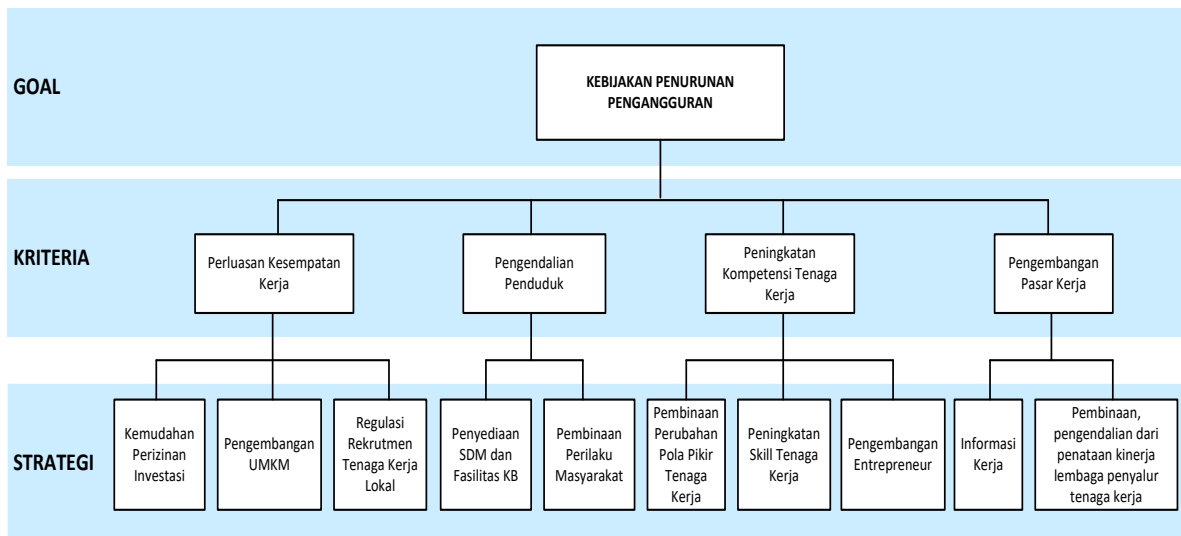 GOAL
KEBIJAKAN PENURUNAN
PENGANGGURAN
KRITERIA
Perluasan Kesempatan
Kerja
Pengendalian
Penduduk
Peningkatan
Kompetensi Tenaga
Kerja
Pengembangan
Pasar Kerja
STRATEGI
Kemudahan
Perizinan
Investasi
Pengembangan
UMKM
Regulasi
Rekrutmen
Tenaga Kerja
Lokal
Penyediaan
SDM dan
Fasilitas KB
Pembinaan
Perilaku
Masyarakat
Pembinaan
Perubahan
Pola Pikir
Tenaga
Kerja
Peningkatan
Skill Tenaga
Kerja
Pengembangan
Entrepreneur
Informasi
Kerja
Pembinaan,
pengendalian dari
penataan kinerja
lembaga penyalur
tenaga kerja